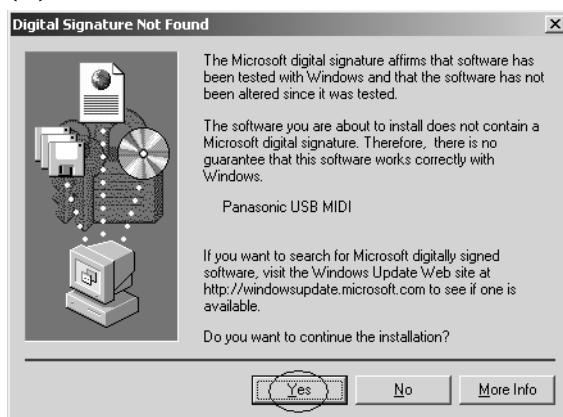 Digital Signature Not Found
The Microsoft digital signature affirms that software has
been tested with Windows and that the software has not
been altered since it was tested.
The software you are about to install does not contain a
Microsoft digital signature. Therefore, there is no
guarantee that this software works correctly with
Windows.
Panasonic USB MIDI
If you want to search for Microsoft digitally signed
software, visit the Windows Update Web site at
http://windowsupdate.microsoft.com to see if one is
available.
Do you want to continue the installation?
Yes No More Info